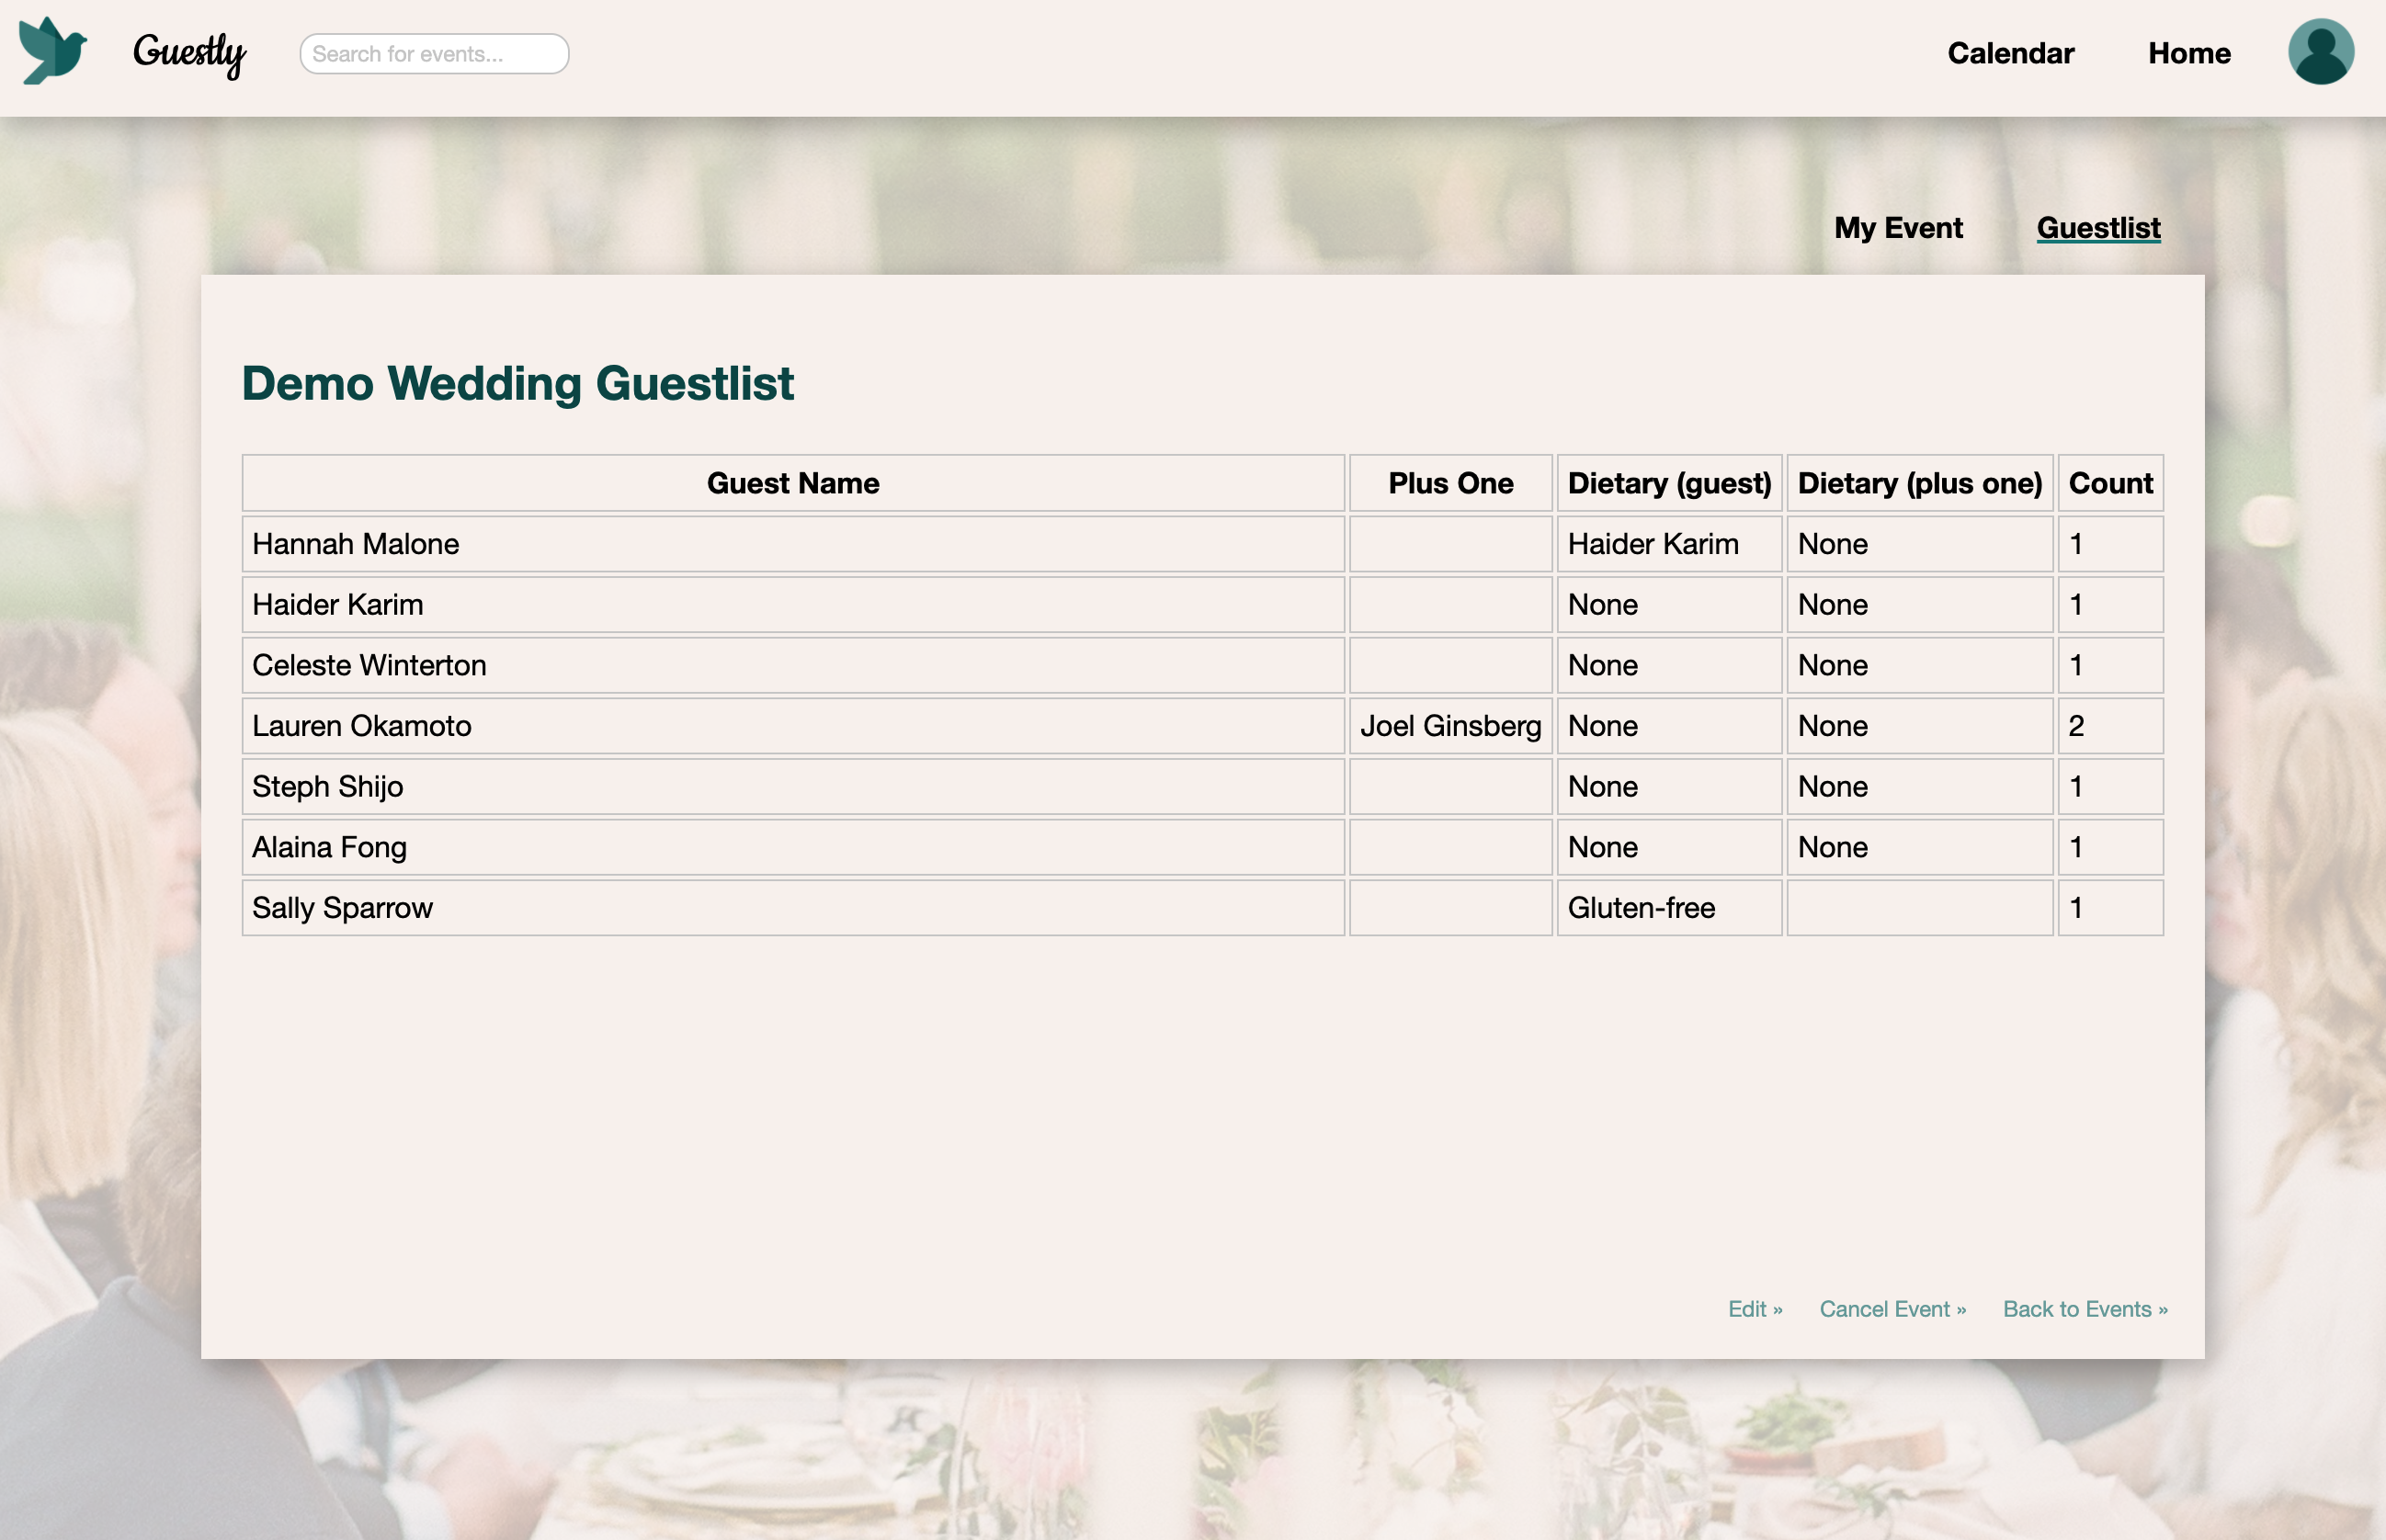 Guestly
Search for events...
Calendar
Home
My Event
Guestlist
Demo Wedding Guestlist
Guest Name Plus One Dietary (guest) Dietary (plus one) Count
Hannah Malone Haider Karim None 1
Haider Karim None None 1
Celeste Winterton None None 1
Lauren Okamoto Joel Ginsberg None None 2
Steph Shijo None None 1
Alaina Fong None None 1
Sally Sparrow Gluten-free 1
Edit » Cancel Event » Back to Events »